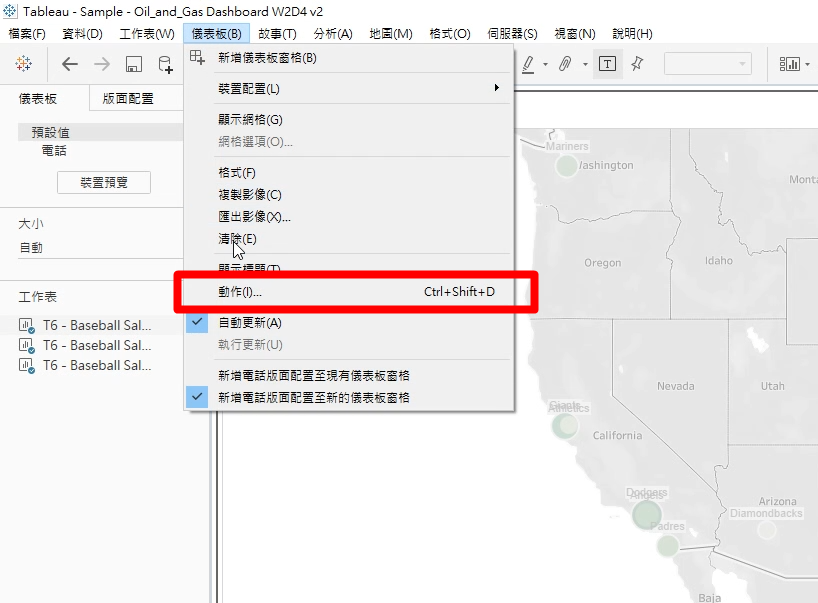 Tableau - Sample - Oil_and_Gas Dashboard W2D4 v2
檔案(F) 資料(D) 工作表(W) 儀表板(B) 故事(T) 分析(A) 地圖(M) 格式(O) 伺服器(S) 視窗(N) 說明(H)
新增儀表板窗格(B)
裝置配置(L)
顯示網格(G)
網格選項(O)...
格式(F)
複製影像(C)
匯出影像(X)...
清除(E)
顯示標題(T)
動作(I)... Ctrl+Shift+D
自動更新(A)
執行更新(U)
新增電話版面配置至現有儀表板窗格
新增電話版面配置至新的儀表板窗格
儀表板 版面配置
預設值
電話
裝置預覽
大小
自動
工作表
T6 - Baseball Sal...
T6 - Baseball Sal...
T6 - Baseball Sal...
T
Mariners
Washington
Monta
Oregon
Idaho
Nevada
Utah
Giants
Athletics
California
Dodgers
Angels
Padres
Arizona
Diamondbacks
Baja